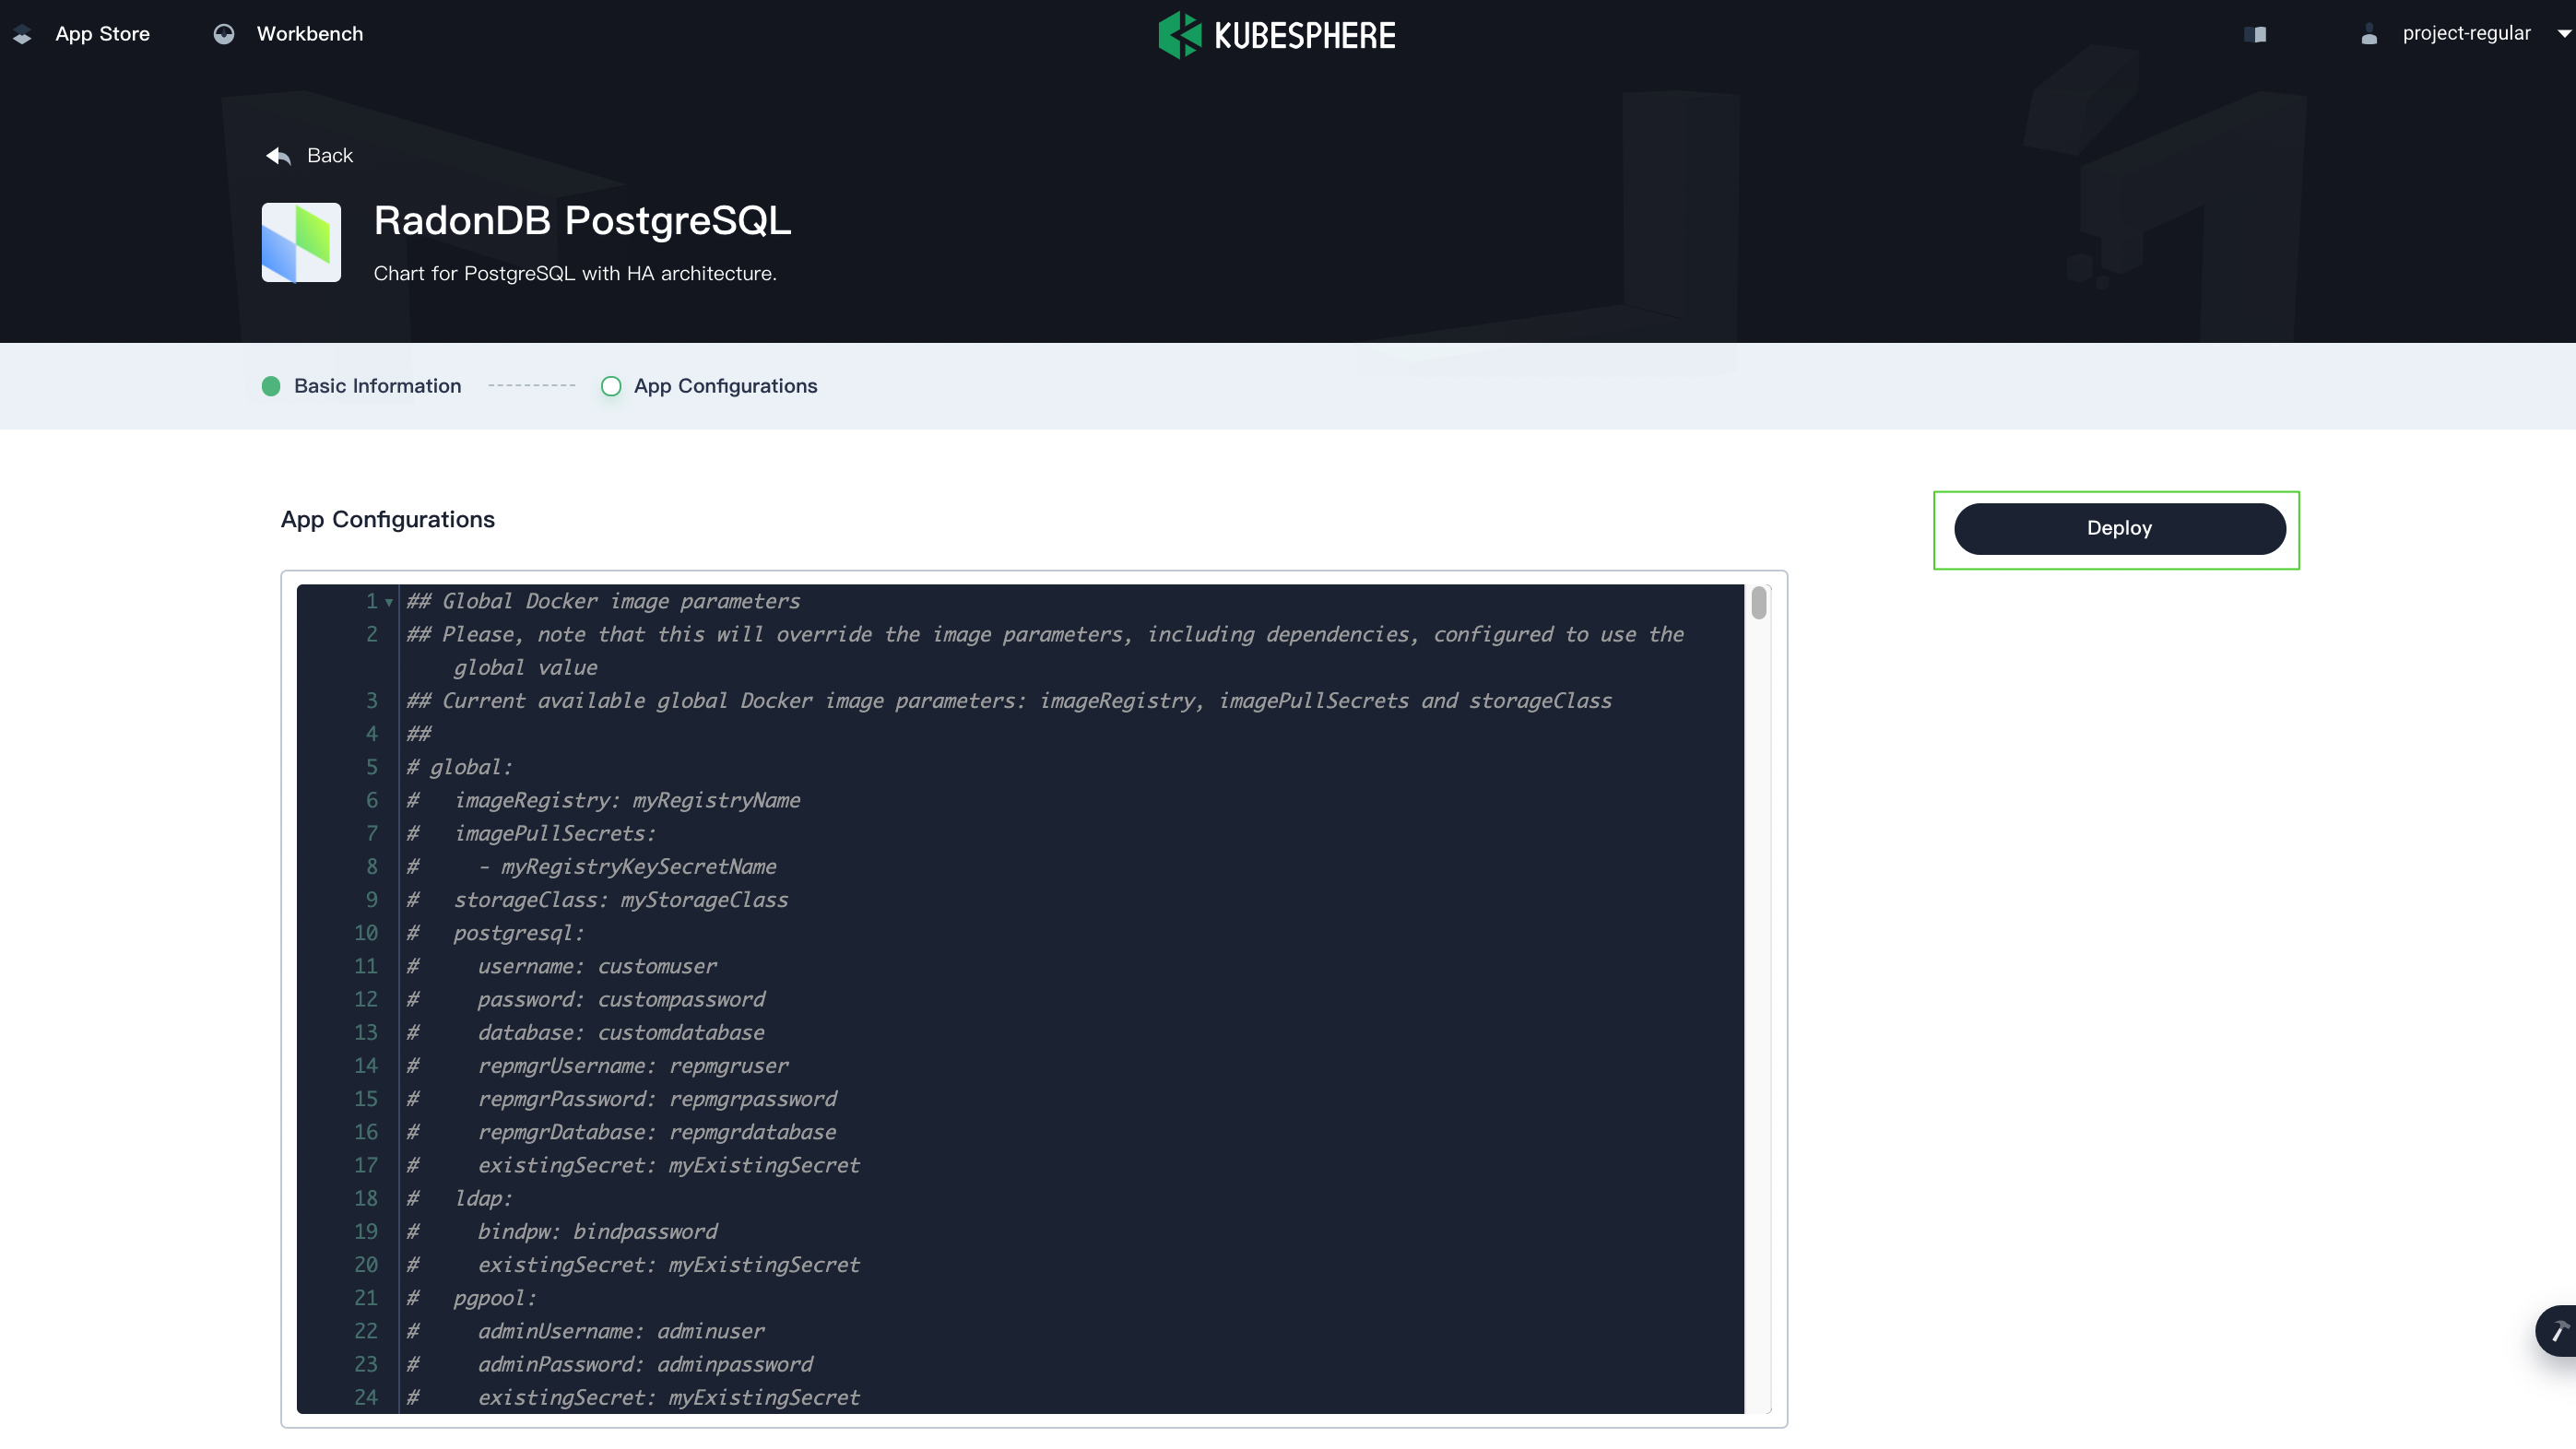 App Store
Workbench
KUBESPHERE
project-regular
Back
RadonDB PostgreSQL
Chart for PostgreSQL with HA architecture.
Basic Information
App Configurations
App Configurations
Deploy
1 ## Global Docker image parameters
2 ## Please, note that this will override the image parameters, including dependencies, configured to use the
global value
3 ## Current available global Docker image parameters: imageRegistry, imagePullSecrets and storageClass
4 ##
5 # global:
6 #   imageRegistry: myRegistryName
7 #   imagePullSecrets:
8 #     - myRegistryKeySecretName
9 #   storageClass: myStorageClass
10 #   postgresql:
11 #     username: customuser
12 #     password: custompassword
13 #     database: customdatabase
14 #     repmgrUsername: repmgruser
15 #     repmgrPassword: repmgrpassword
16 #     repmgrDatabase: repmgrdatabase
17 #     existingSecret: myExistingSecret
18 #   ldap:
19 #     bindpw: bindpassword
20 #     existingSecret: myExistingSecret
21 #   pgpool:
22 #     adminUsername: adminuser
23 #     adminPassword: adminpassword
24 #     existingSecret: myExistingSecret